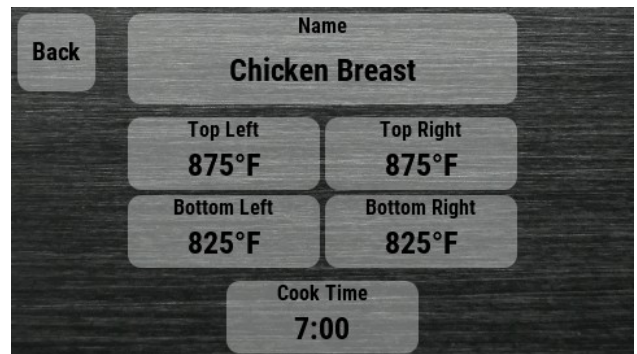 Back
Name
Chicken Breast
Top Left
875°F
Top Right
875°F
Bottom Left
825°F
Bottom Right
825°F
Cook Time
7:00